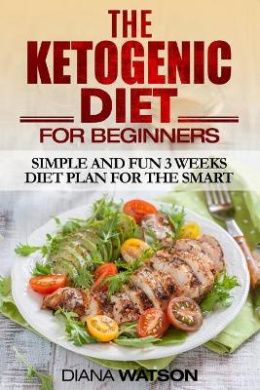 THE
KETOGENIC
DIET
FOR BEGINNERS
SIMPLE AND FUN 3 WEEKS
DIET PLAN FOR THE SMART
DIANA WATSON